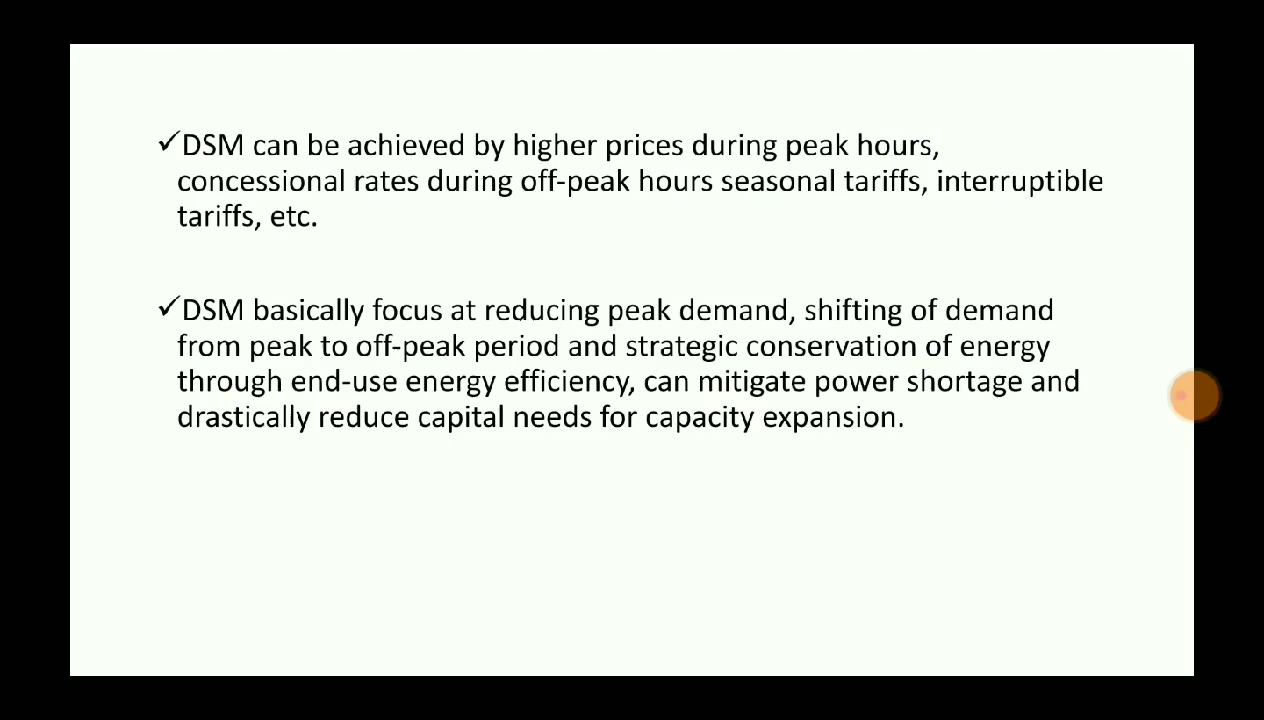 ✓DSM can be achieved by higher prices during peak hours,
concessional rates during off-peak hours seasonal tariffs, interruptible
tariffs, etc.
✓DSM basically focus at reducing peak demand, shifting of demand
from peak to off-peak period and strategic conservation of energy
through end-use energy efficiency, can mitigate power shortage and
drastically reduce capital needs for capacity expansion.